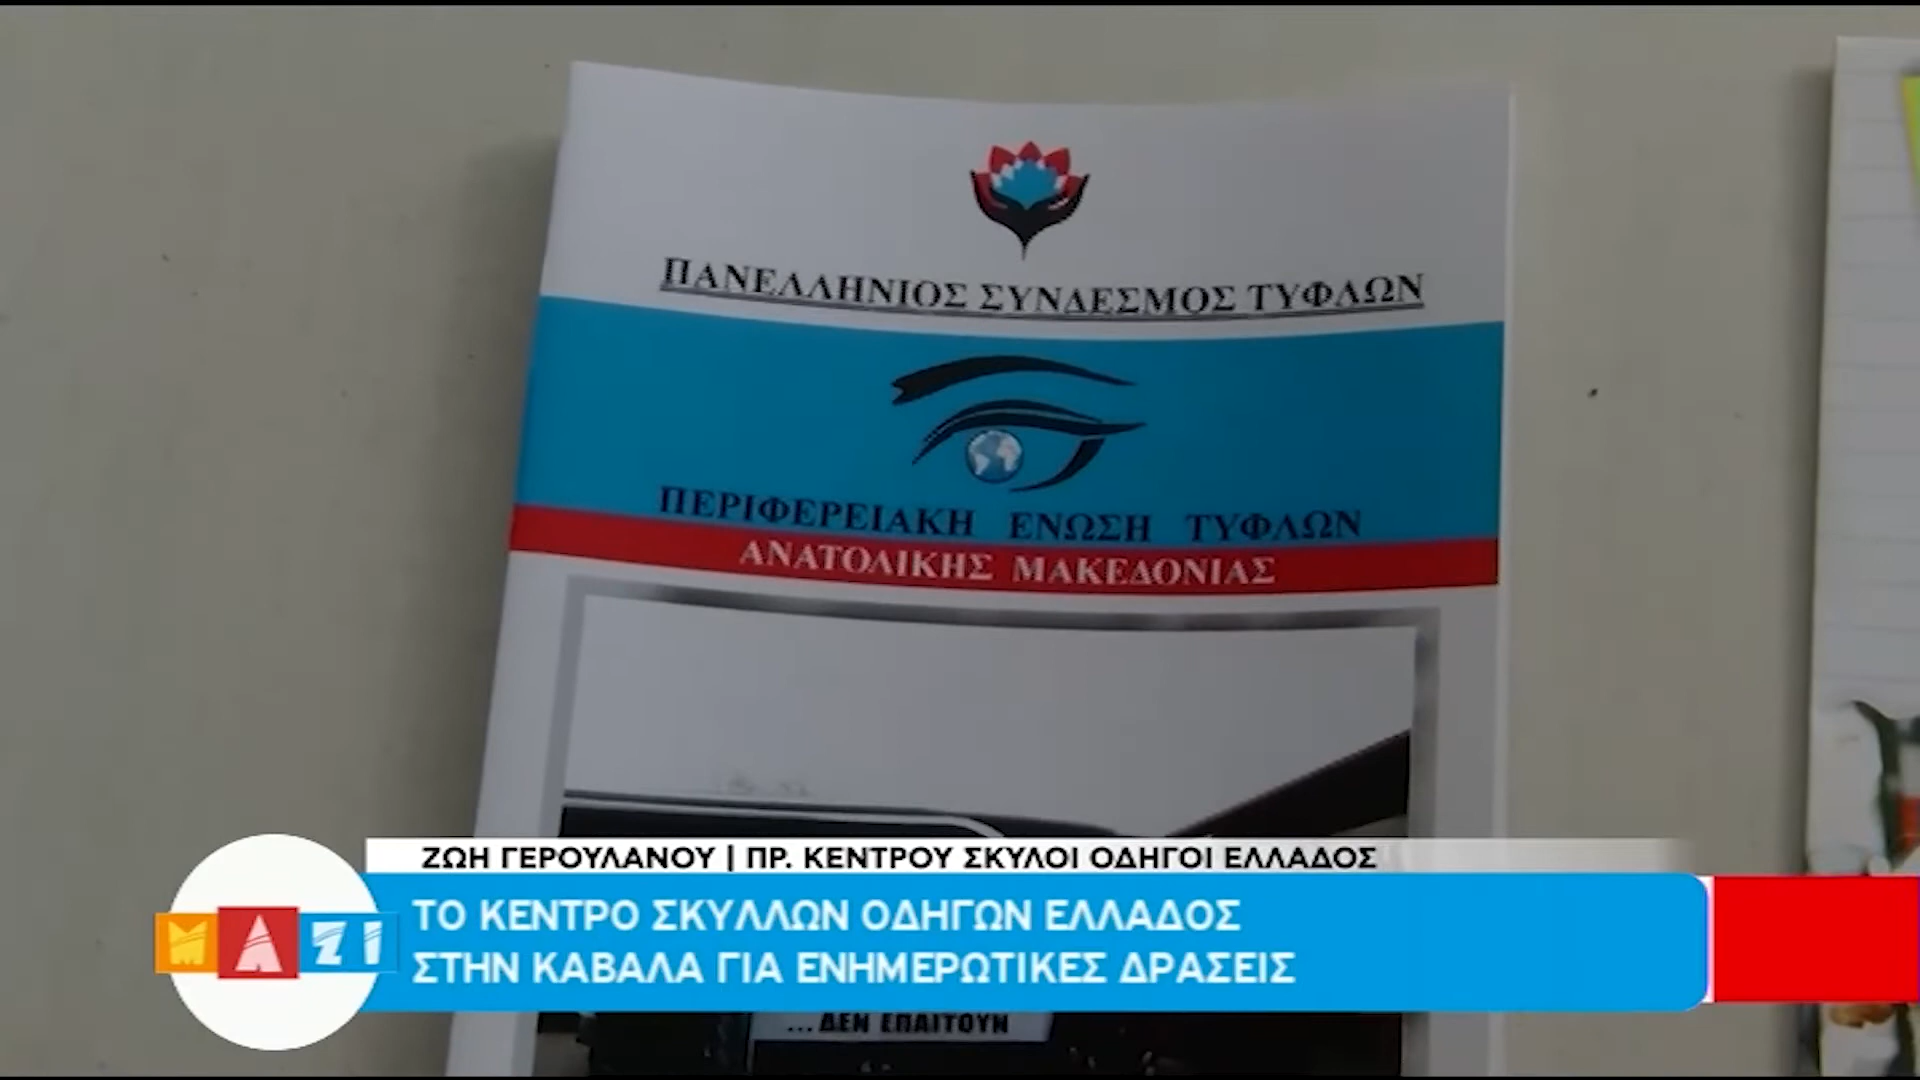 ΠΑΝΕΛΛΗΝΙΟΣ ΣΥΝΔΕΣΜΟΣ ΤΥΦΛΩΝ
ΠΕΡΙΦΕΡΕΙΑΚΗ ΕΝΩΣΗ ΤΥΦΛΩΝ
ΑΝΑΤΟΛΙΚΗΣ ΜΑΚΕΔΟΝΙΑΣ
ΖΩΗ ΓΕΡΟΥΛΑΝΟΥ | ΠΡ. ΚΕΝΤΡΟΥ ΣΚΥΛΟΙ ΟΔΗΓΟΙ ΕΛΛΑΔΟΣ
ΜΑΖΙ
ΤΟ ΚΕΝΤΡΟ ΣΚΥΛΛΩΝ ΟΔΗΓΩΝ ΕΛΛΑΔΟΣ
ΣΤΗΝ ΚΑΒΑΛΑ ΓΙΑ ΕΝΗΜΕΡΩΤΙΚΕΣ ΔΡΑΣΕΙΣ
...ΔΕΝ ΕΠΑΙΤΟΥΝ